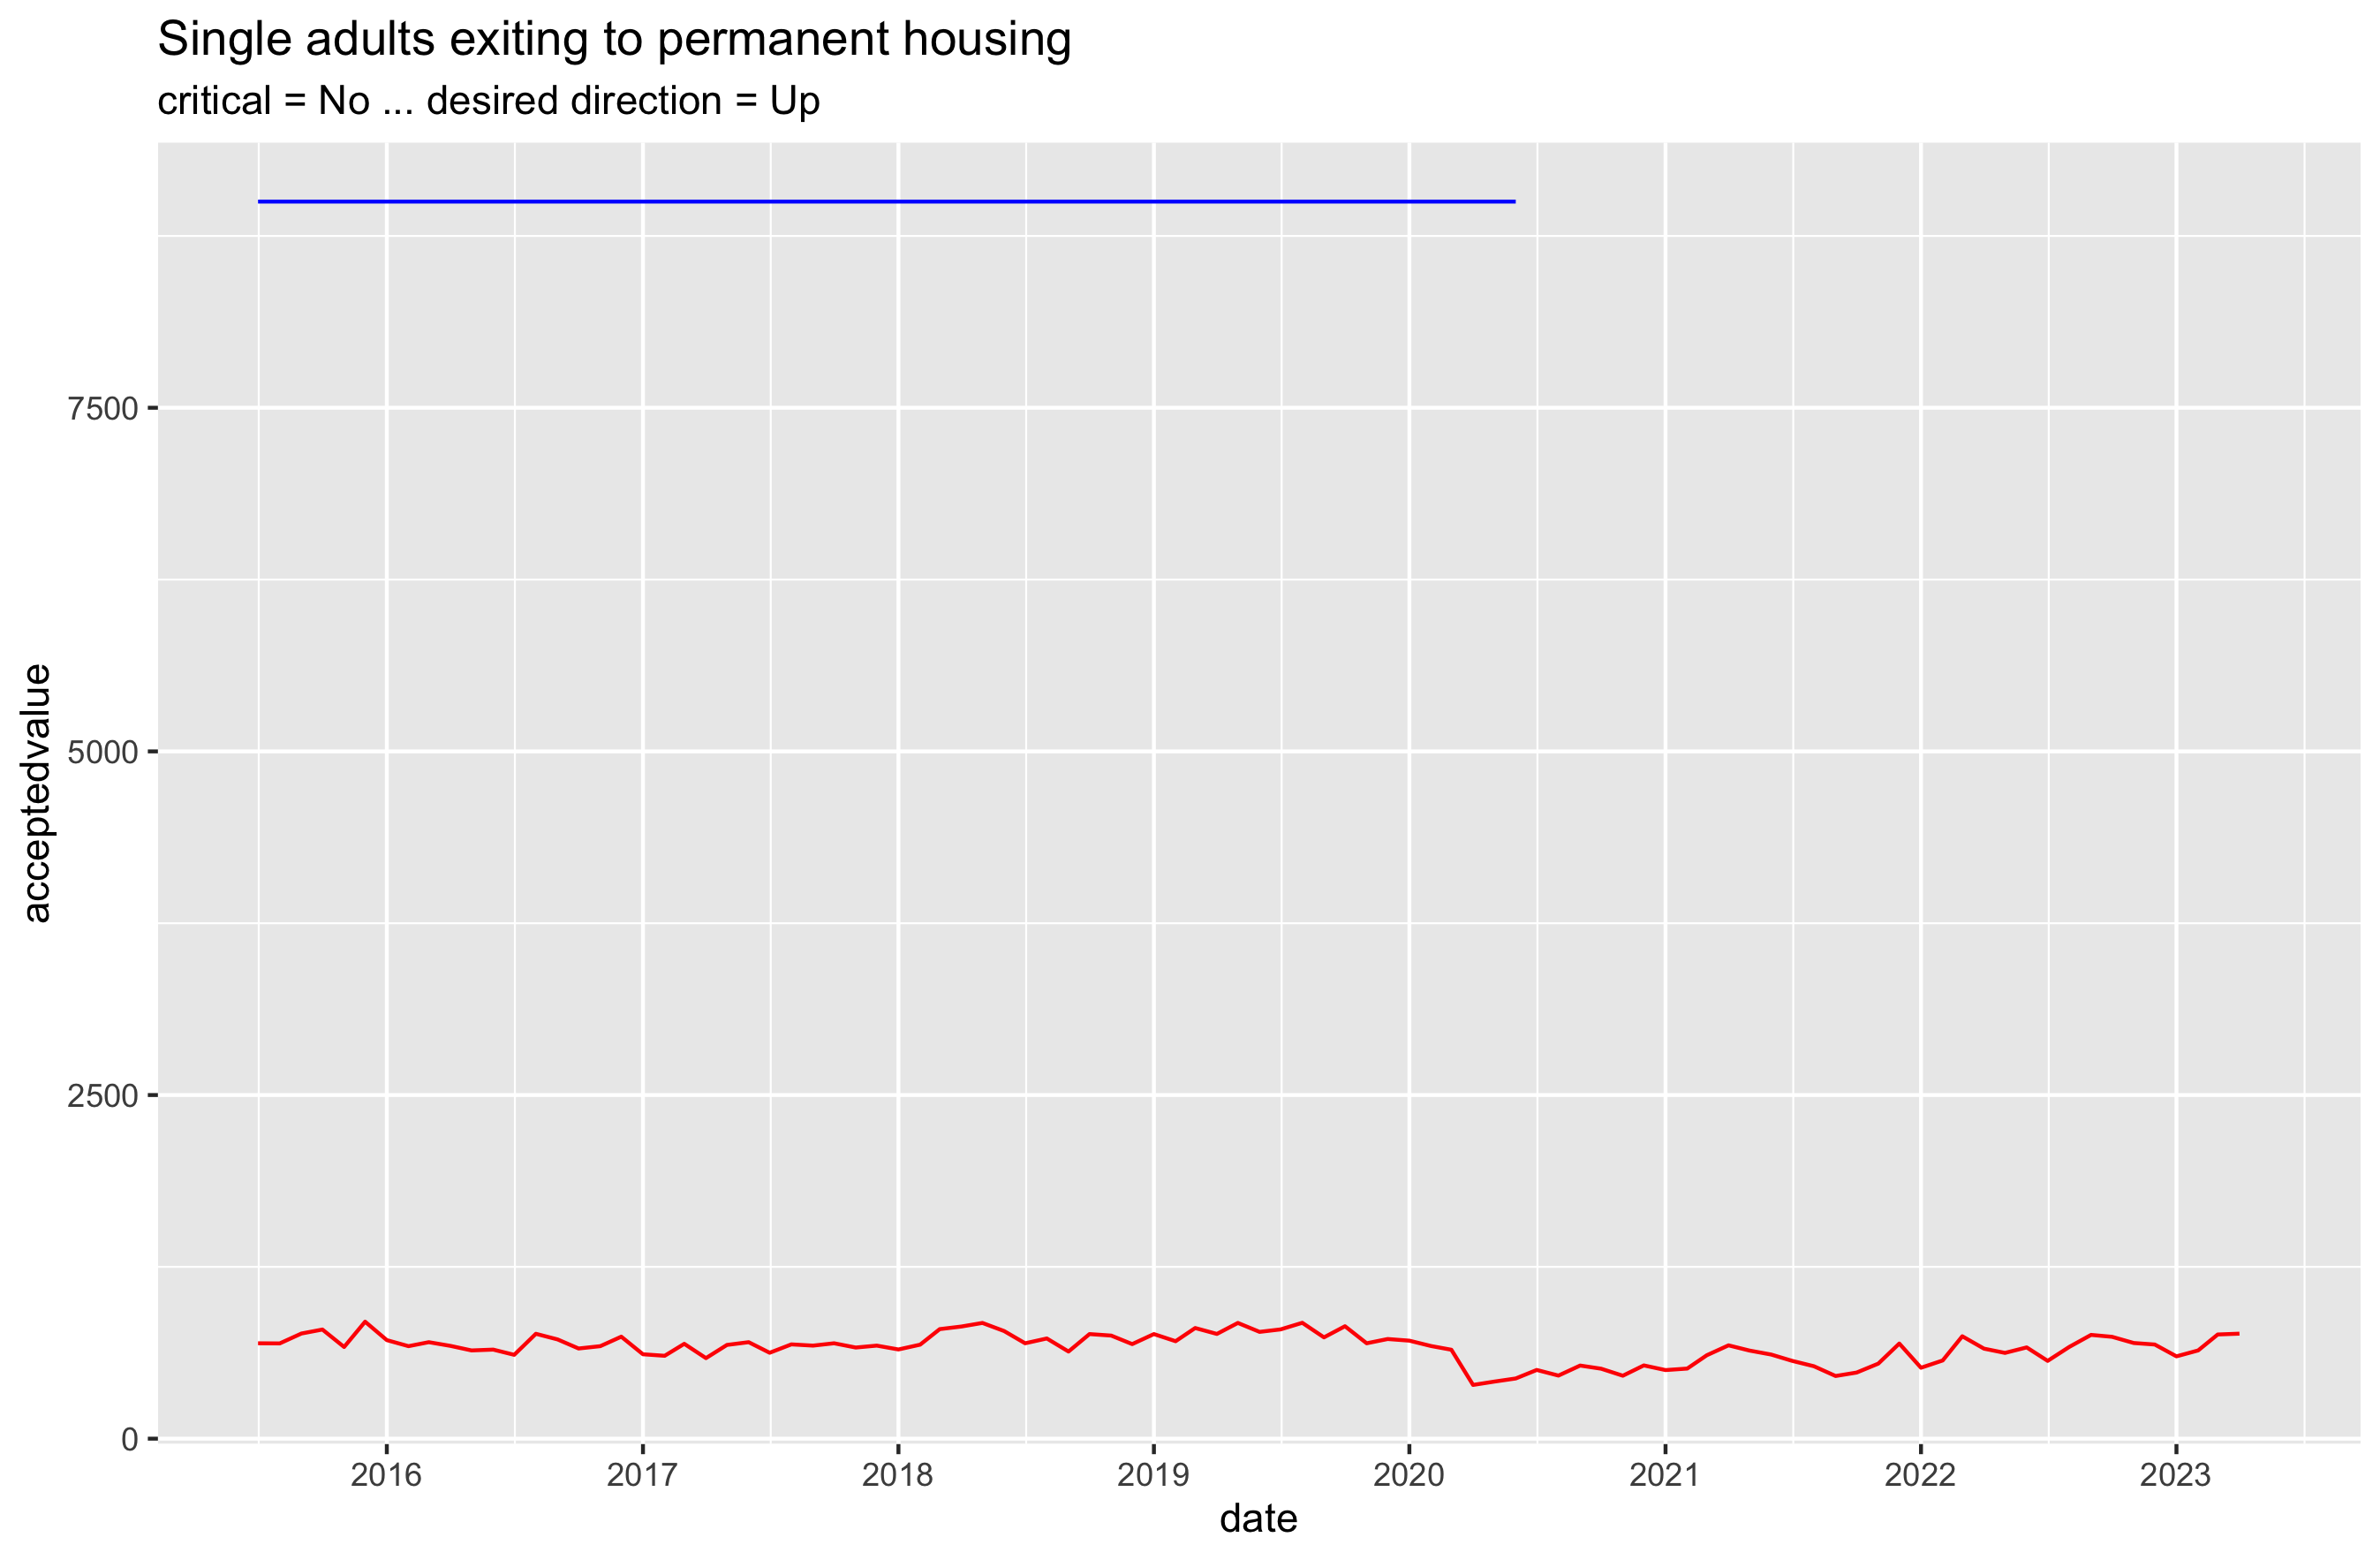 Single adults exiting to permanent housing
critical = No ... desired direction = Up
acceptedvalue
7500
5000
2500
0
2016 2017 2018 2019 2020 2021 2022 2023
date